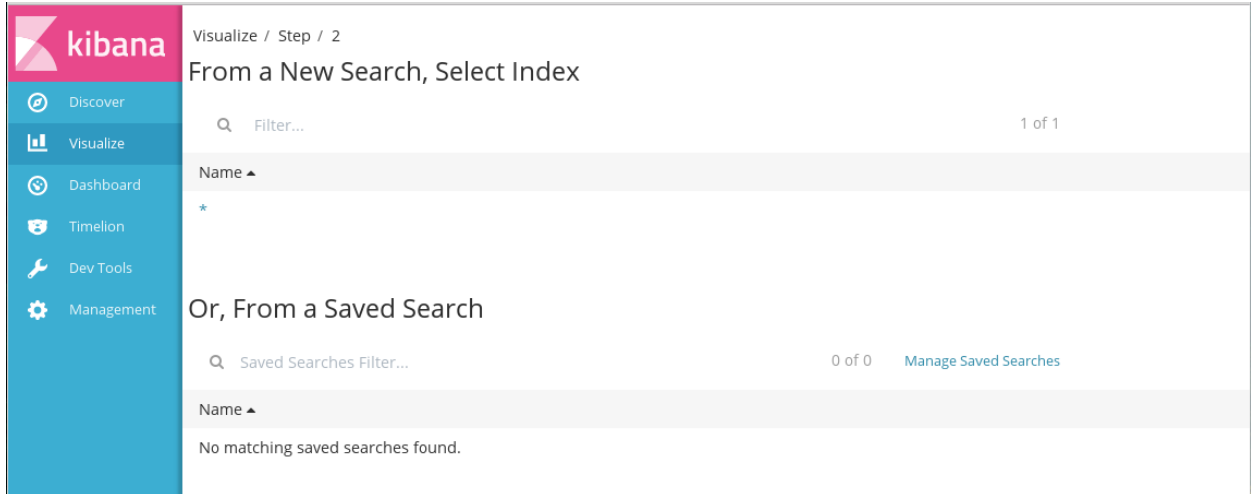 kibana
Discover
Visualize
Dashboard
Timelion
Dev Tools
Management
Visualize / Step / 2
From a New Search, Select Index
Filter... 1 of 1
Name
*
Or, From a Saved Search
Saved Searches Filter... 0 of 0 Manage Saved Searches
Name
No matching saved searches found.